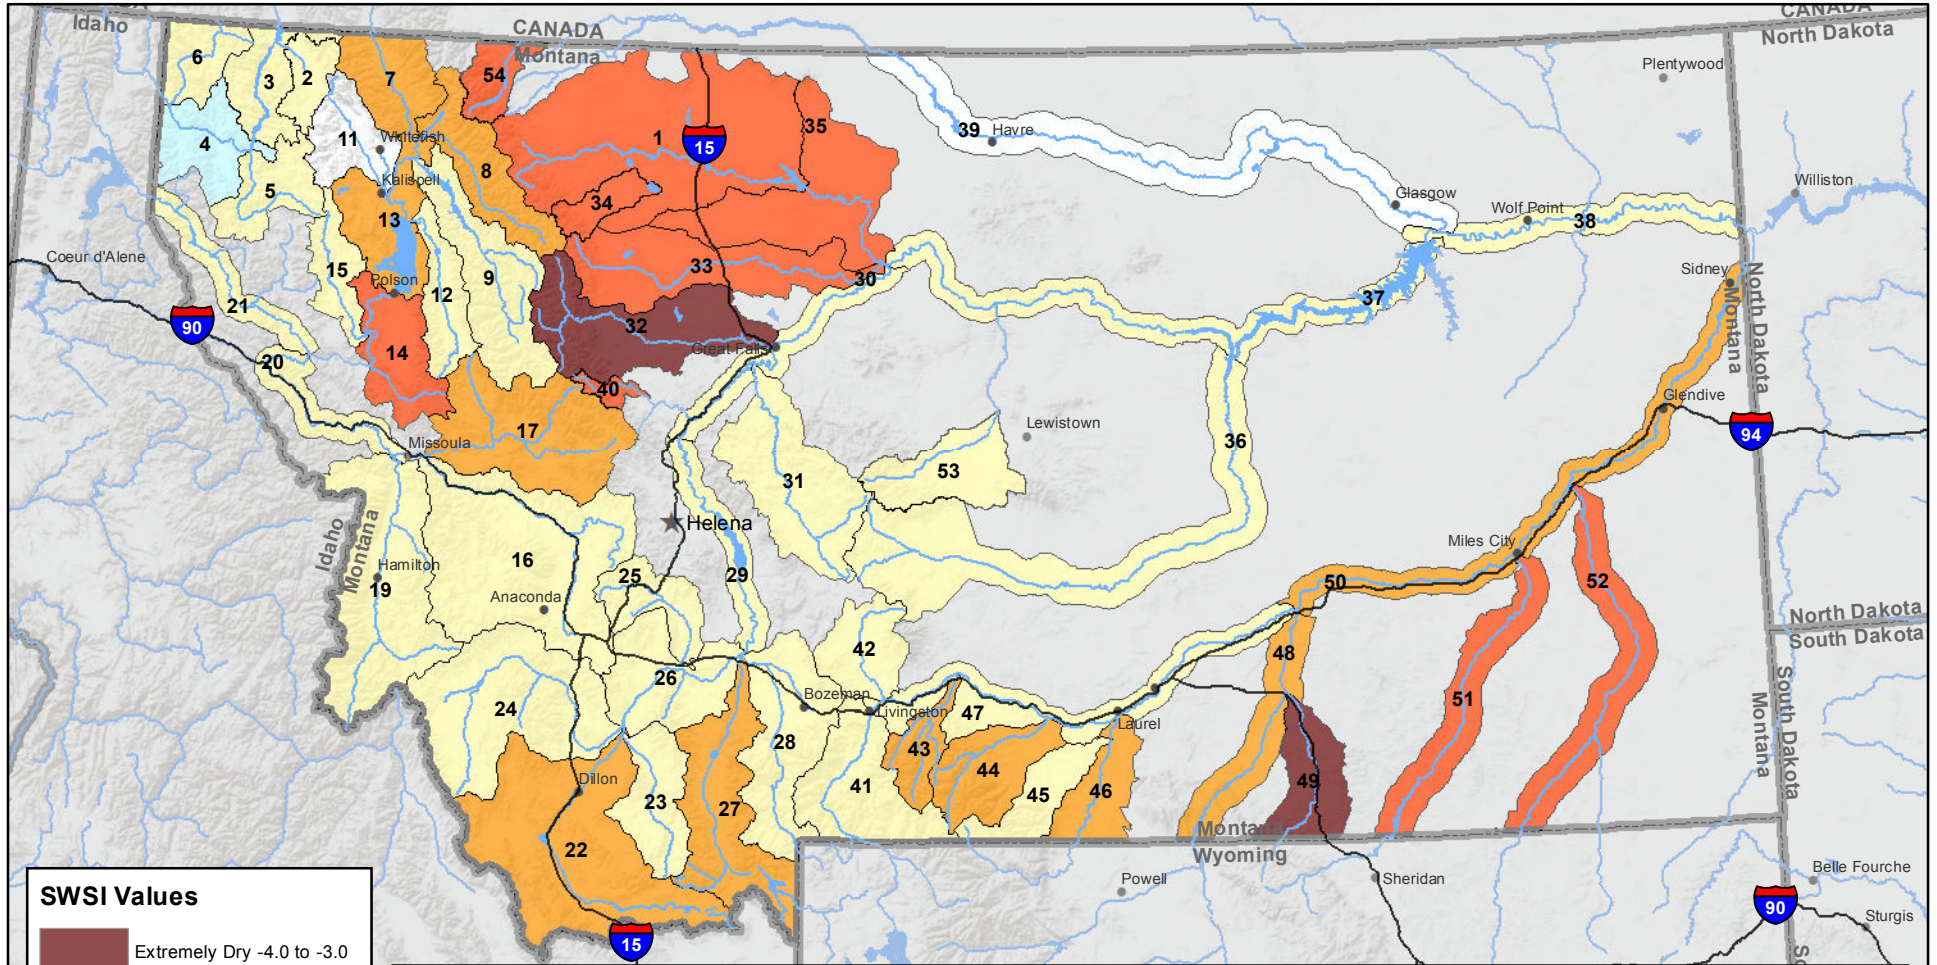 Idaho
CANADA
Montana
CANADA
North Dakota
Plentywood
6
3
2
7
54
4
11
Whitefish
1
15
35
39
Havre
5
Kalispell
8
34
Glasgow
Wolf Point
38
Williston
13
Coeur d'Alene
15
Polson
12
9
33
30
37
Sidney
Montana
North Dakota
21
90
20
14
32
Great Falls
40
Glendive
17
Missoula
31
53
Lewistown
36
94
Idaho
Montana
Helena
16
Hamilton
19
Anaconda
25
29
Miles City
50
52
North Dakota
South Dakota
42
48
26
24
Bozeman
Livingston
47
Laurel
51
South Dakota
Montana
28
43
44
41
45
46
49
Dillon
23
27
22
Montana
Wyoming
Powell
Sheridan
Belle Fourche
90
Sturgis
15
SWSI Values
Extremely Dry -4.0 to -3.0